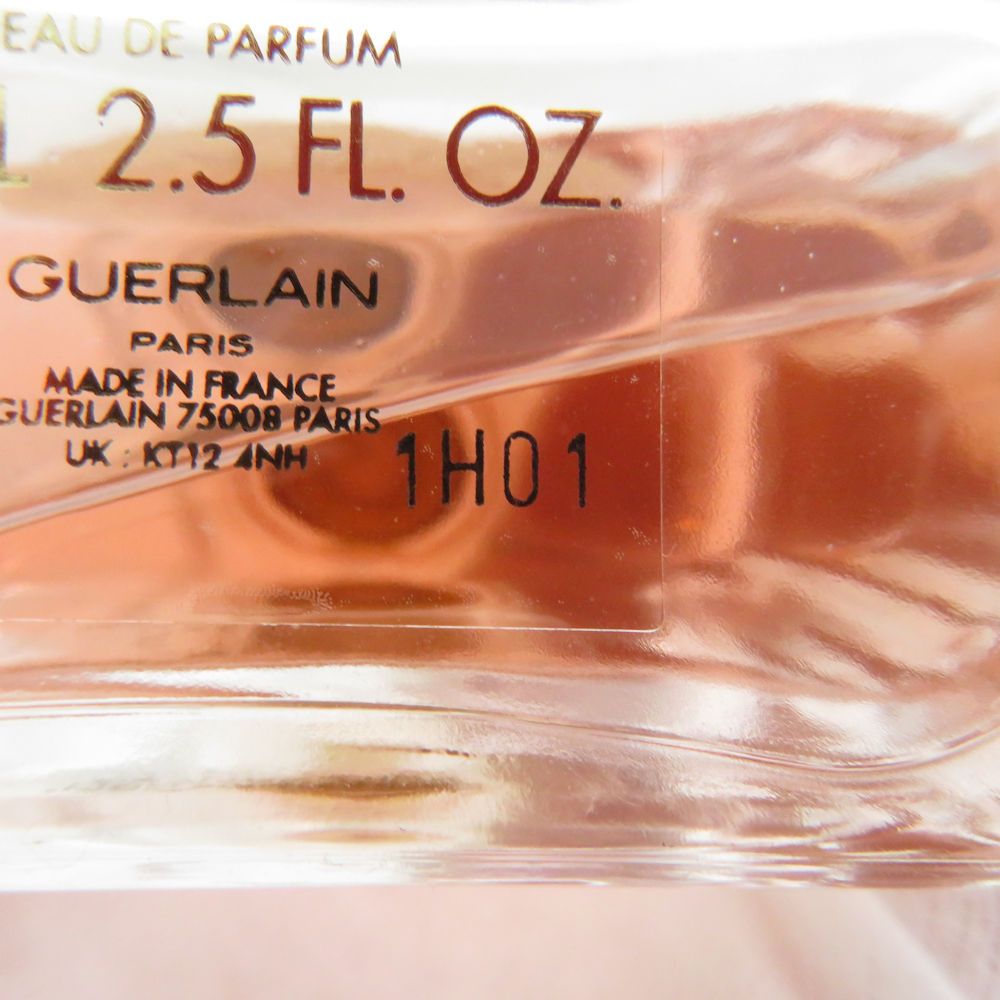 EAU DE PARFUM
L 2.5 FL. OZ.
GUERLAIN
PARIS
MADE IN FRANCE
GUERLAIN 75008 PARIS
UK : KT12 4NH
1H01